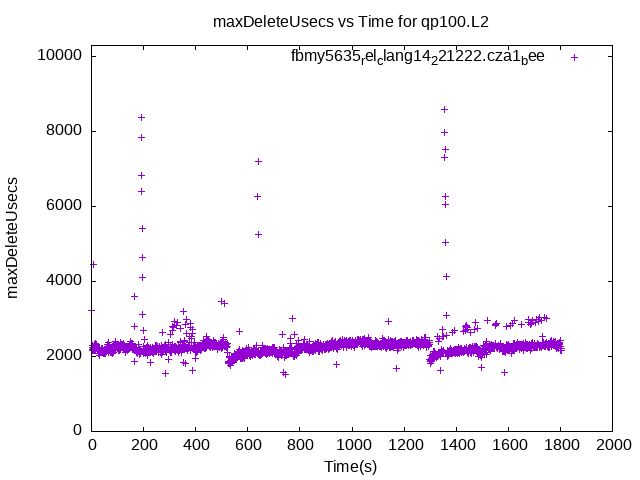 maxDeleteUsecs vs Time for qp100.L2
fbmy5635relclang14221222.cza1bee
10000
8000
6000
4000
2000
0
maxDeleteUsecs
0 200 400 600 800 1000 1200 1400 1600 1800 2000
Time(s)